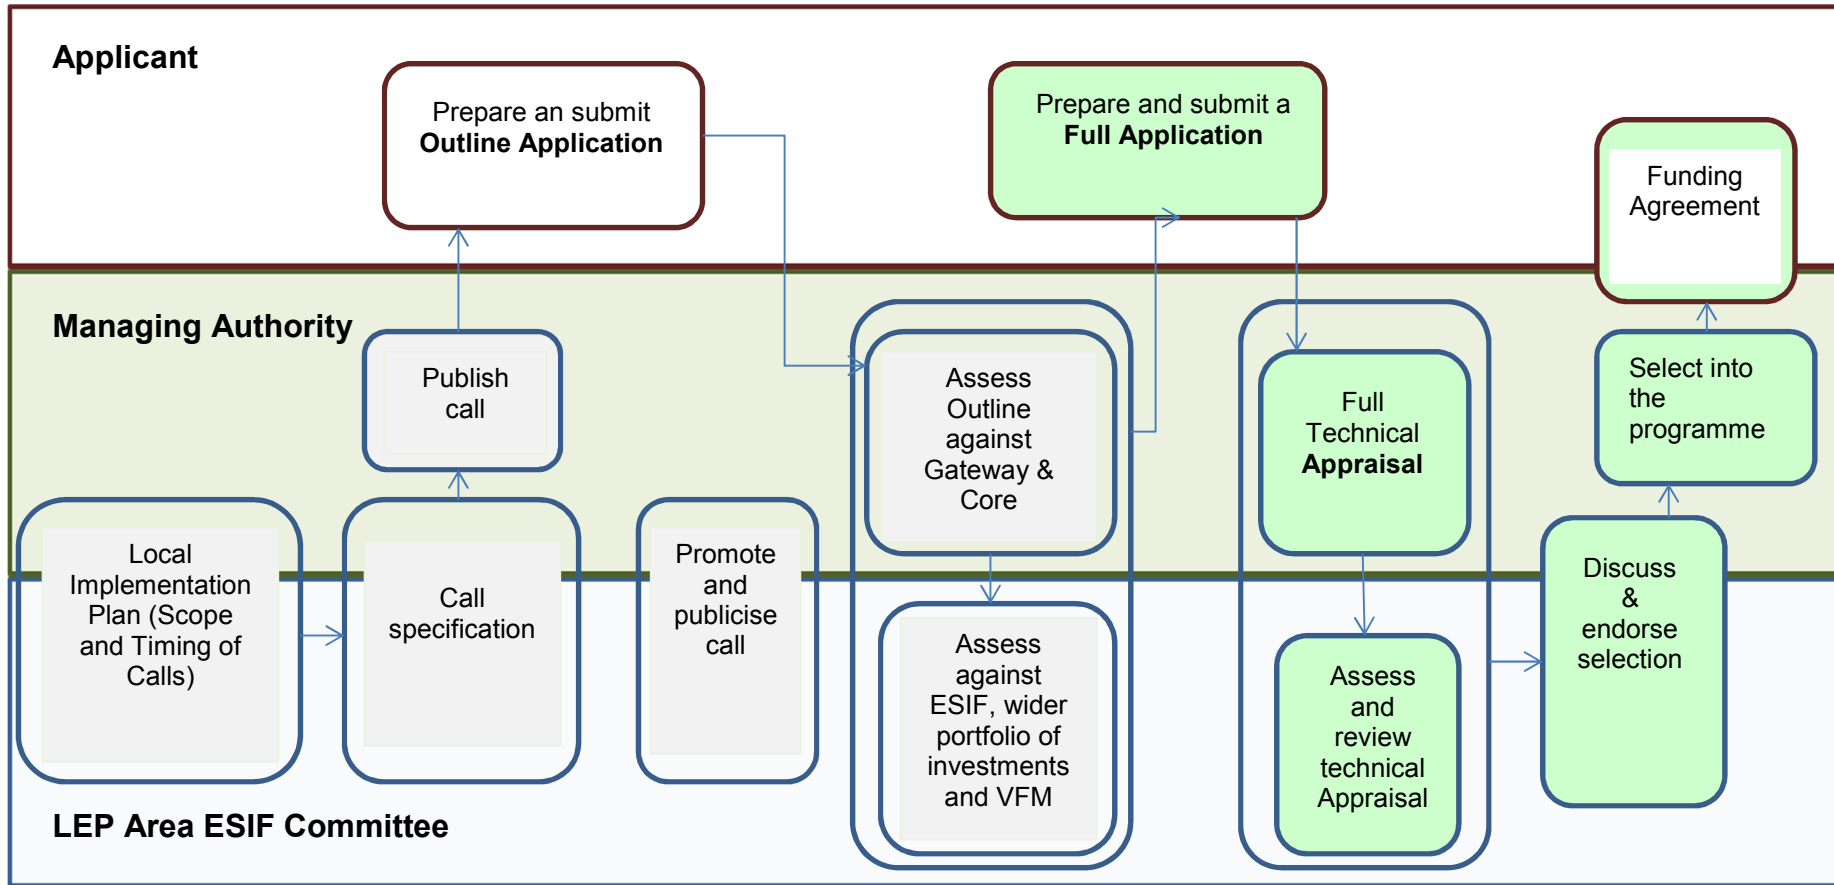 Applicant
Prepare an submit
Outline Application
Prepare and submit a
Full Application
Funding
Agreement
Managing Authority
Publish
call
Assess
Outline
against
Gateway &
Core
Full
Technical
Appraisal
Select into
the
programme
Local
Implementation
Plan (Scope
and Timing of
Calls)
Call
specification
Promote
and
publicise
call
Assess
against
ESIF, wider
portfolio of
investments
and VFM
Assess
and
review
technical
Appraisal
Discuss
&
endorse
selection
LEP Area ESIF Committee